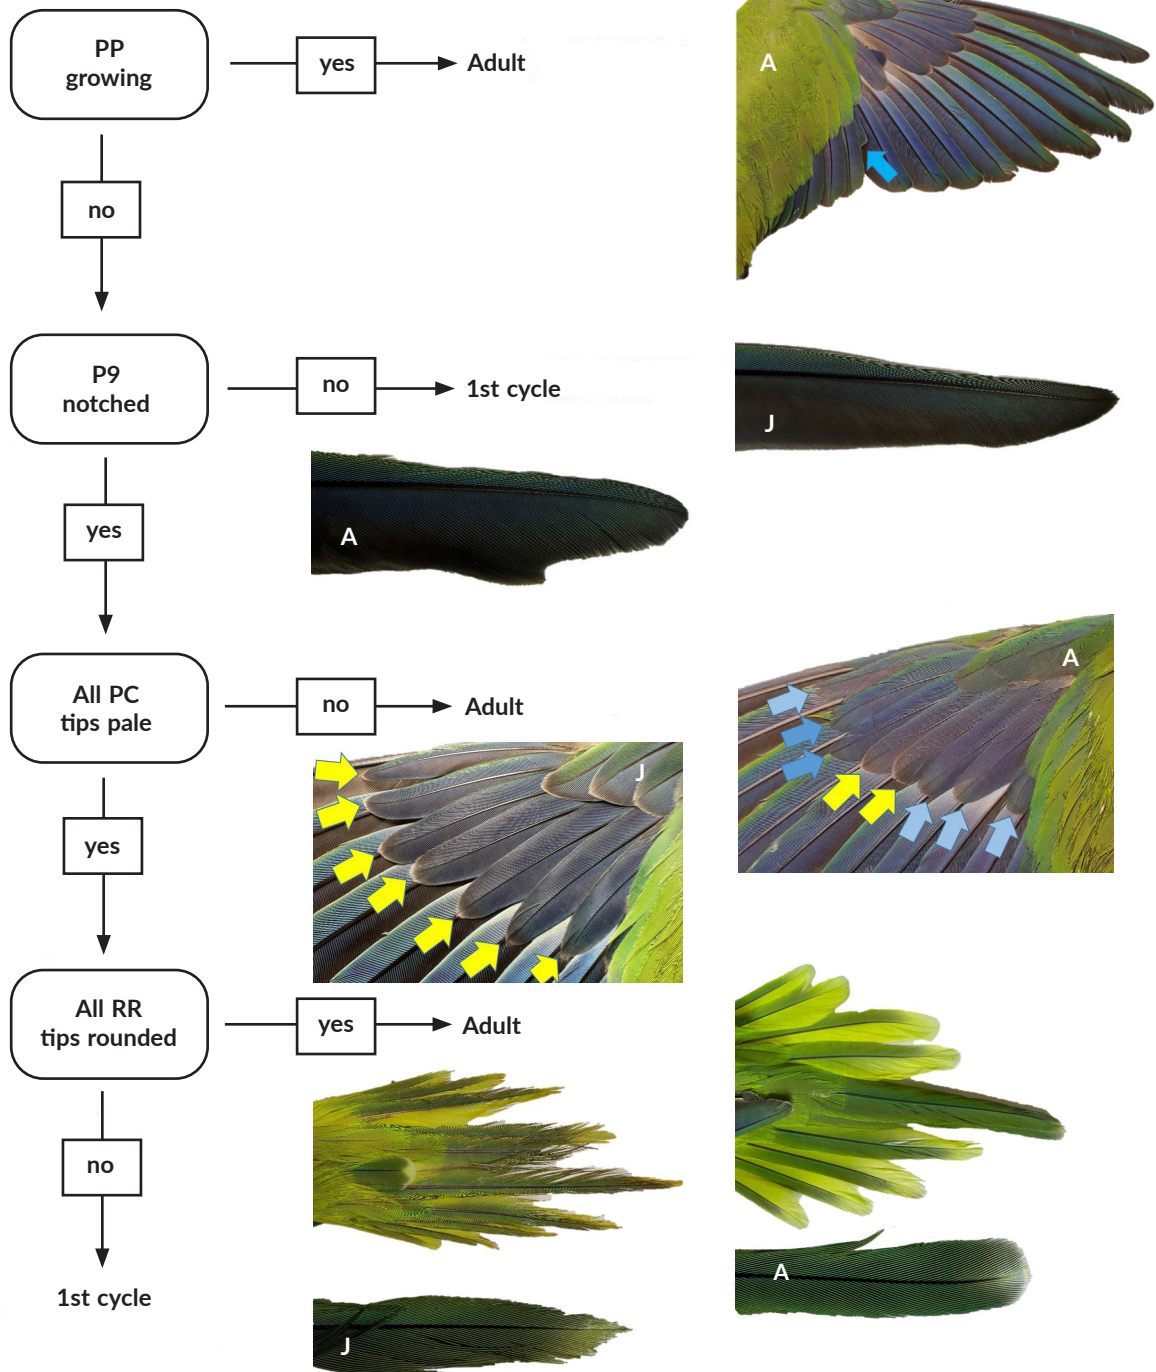 PP
growing
yes
Adult
A
no
P9
notched
no
1st cycle
J
A
yes
All PC
tips pale
no
Adult
A
J
yes
All RR
tips rounded
yes
Adult
no
A
1st cycle
J